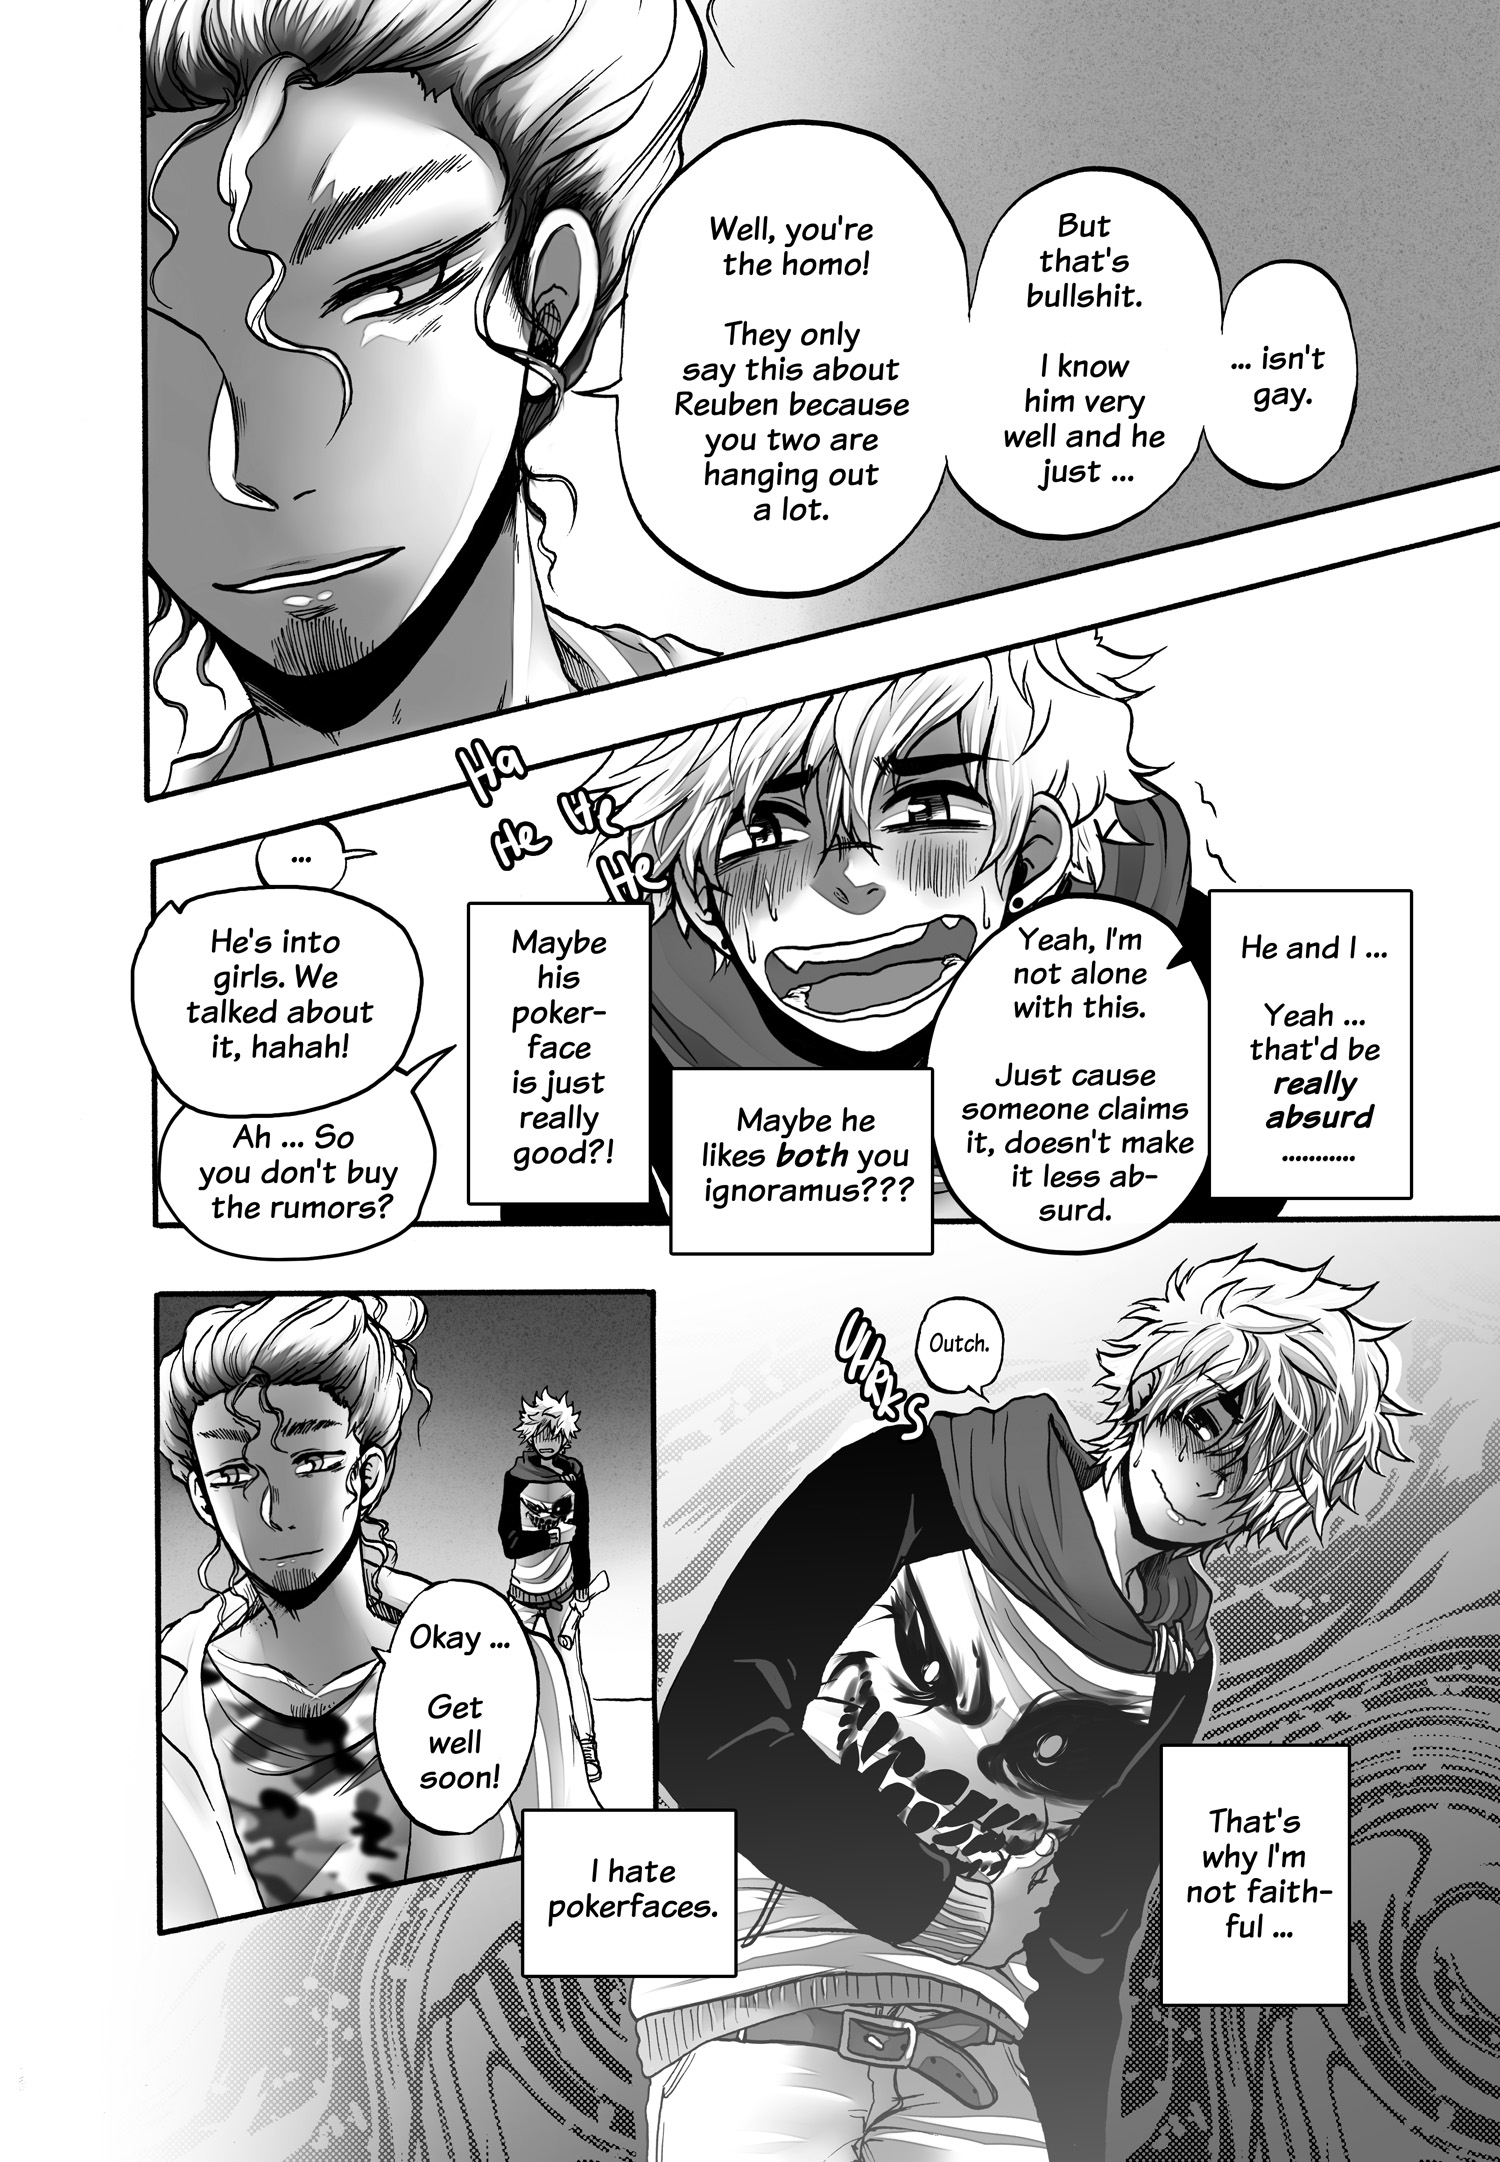 Well, you're
the homo!
They only
say this about
Reuben because
you two are
hanging out
a lot.
But
that's
bullshit.
I know
him very
well and he
just ...
... isn't
gay.
Ha
He He
He
...
He's into
girls. We
talked about
it, hahah!
Ah ... So
you don't buy
the rumors?
Maybe
his
poker-
face
is just
really
good?!
Maybe he
likes both you
ignoramus???
Yeah, I'm
not alone
with this.
Just cause
someone claims
it, doesn't make
it less ab-
surd.
He and I ...
Yeah ...
that'd be
really
absurd
............
Okay ...
Get
well
soon!
I hate
pokerfaces.
UHRKS
Outch.
That's
why I'm
not faith-
ful ...